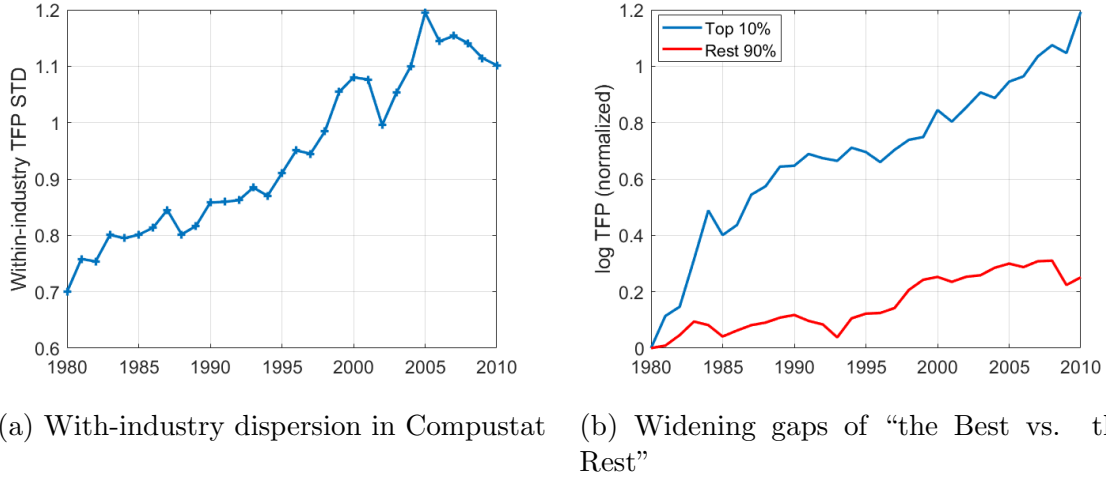 1.2
1.1
1
0.9
0.8
0.7
0.6
Within-industry TFP STD
1980 1985 1990 1995 2000 2005 2010
1.2
1
0.8
0.6
0.4
0.2
0
log TFP (normalized)
Top 10%
Rest 90%
1980 1985 1990 1995 2000 2005 2010
a) With-industry dispersion in Compustat
(b) Widening gaps of “the Best vs. th
Rest”